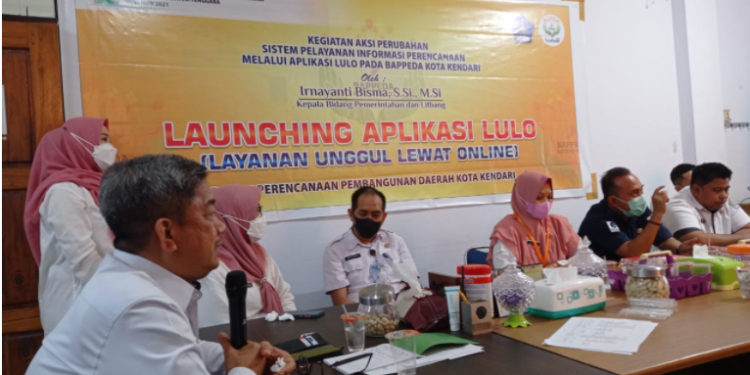 2021
KEGIATAN AKSI PERUBAHAN
SISTEM PELAYANAN INFORMASI PERENCANAAN
MELALUI APLIKASI LULO PADA BAPPEDA KOTA KENDARI
Oleh :
Irnayanti Bisma, S.Si., M.Si
Kepala Bidang Pemerintahan dan Litbang
LAUNCHING APLIKASI LULO
(LAYANAN UNGGUL LEWAT ONLINE)
PERENCANAAN PEMBANGUNAN DAERAH KOTA KENDARI